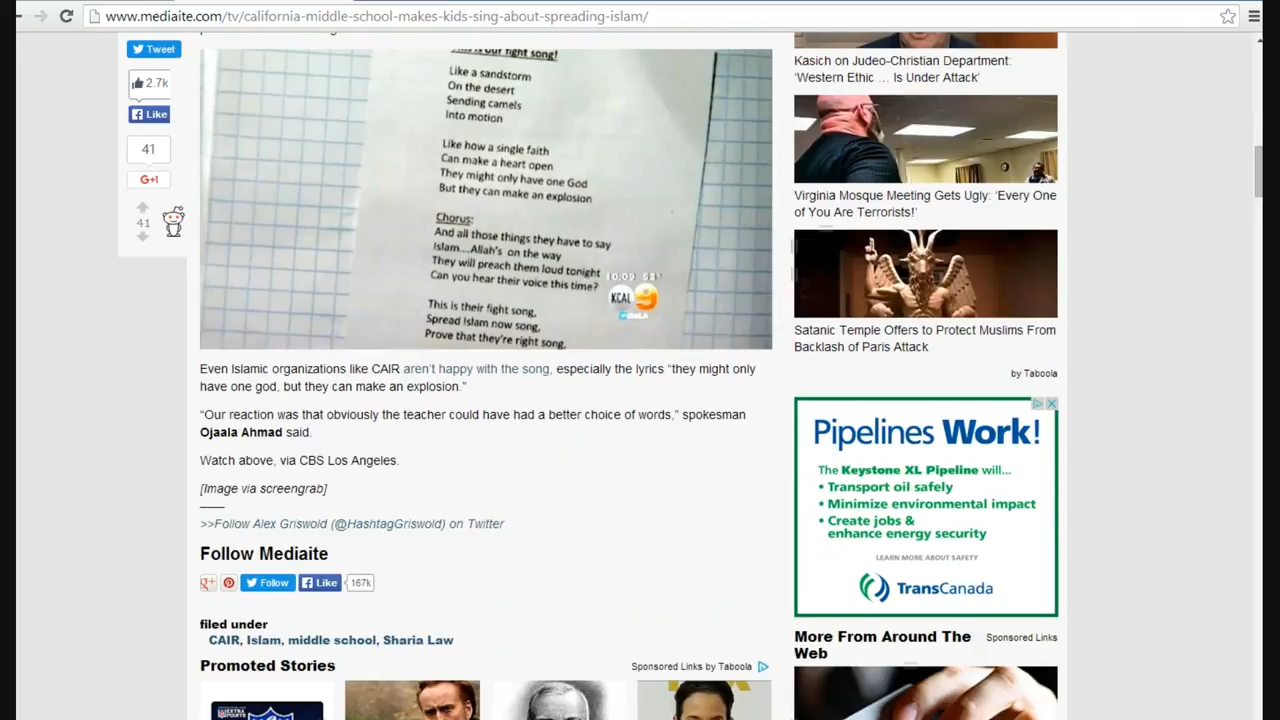 www.mediaite.com/tv/california-middle-school-makes-kids-sing-about-spreading-islam/
Tweet
2.7k
Like
41
G+1
41
This is our fight song!
Like a sandstorm
On the desert
Sending camels
Into motion
Like how a single faith
Can make a heart open
They might only have one God
But they can make an explosion
Chorus:
And all those things they have to say
Islam....Allah's on the way
They will preach them loud tonight
Can you hear their voice this time?
This is their fight song,
Spread Islam now song,
Prove that they're right song,
KCAL 9
Even Islamic organizations like CAIR aren't happy with the song, especially the lyrics “they might only
have one god, but they can make an explosion.”
“Our reaction was that obviously the teacher could have had a better choice of words,” spokesman
Ojaala Ahmad said.
Watch above, via CBS Los Angeles.
[Image via screengrab]
>>Follow Alex Griswold (@HashtagGriswold) on Twitter
Follow Mediaite
g+
Follow
Like
167k
filed under
CAIR, Islam, middle school, Sharia Law
Promoted Stories
Sponsored Links by Taboola
Kasich on Judeo-Christian Department:
‘Western Ethic … Is Under Attack’
Virginia Mosque Meeting Gets Ugly: ‘Every One
of You Are Terrorists!’
Satanic Temple Offers to Protect Muslims From
Backlash of Paris Attack
by Taboola
Pipelines Work!
The Keystone XL Pipeline will...
• Transport oil safely
• Minimize environmental impact
• Create jobs &
enhance energy security
LEARN MORE ABOUT SAFETY
TransCanada
More From Around The
Web
Sponsored Links